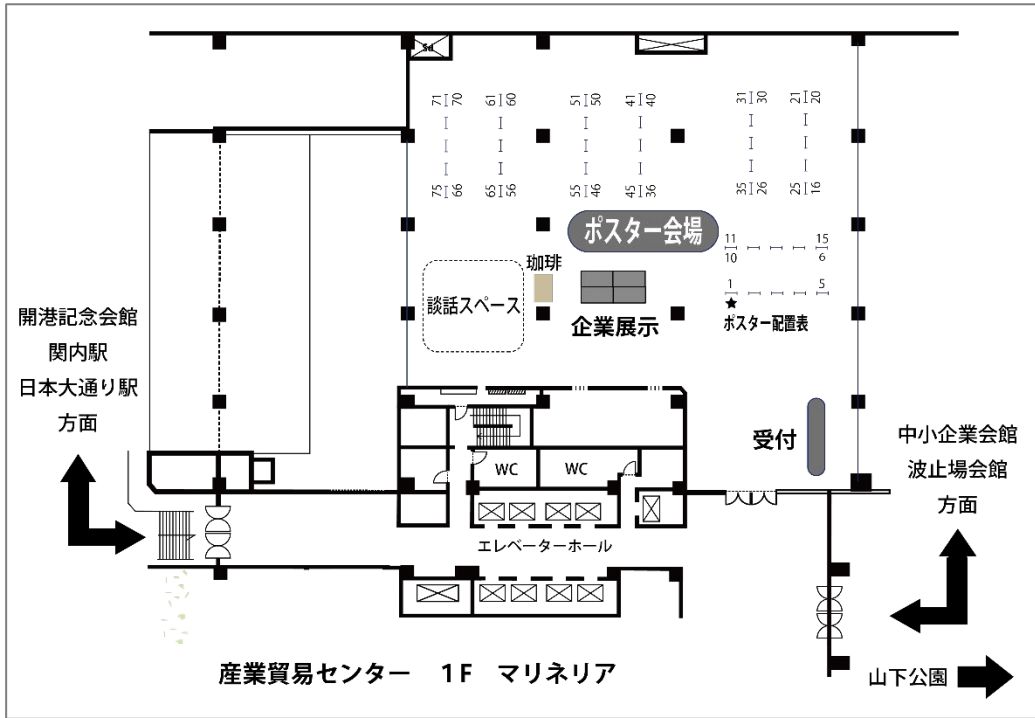 Sd
71 70
61 60
51 50
41 40
31 30
21 20
75 66
65 56
55 46
45 36
35 26
25 16
ポスター会場
11
15
10
6
珈琲
談話スペース
企業展示
1
5
★
ポスター配置表
開港記念会館
関内駅
日本大通り駅
方面
受付
中小企業会館
波止場会館
方面
WC
WC
エレベーターホール
産業貿易センター 1F マリネリア
山下公園